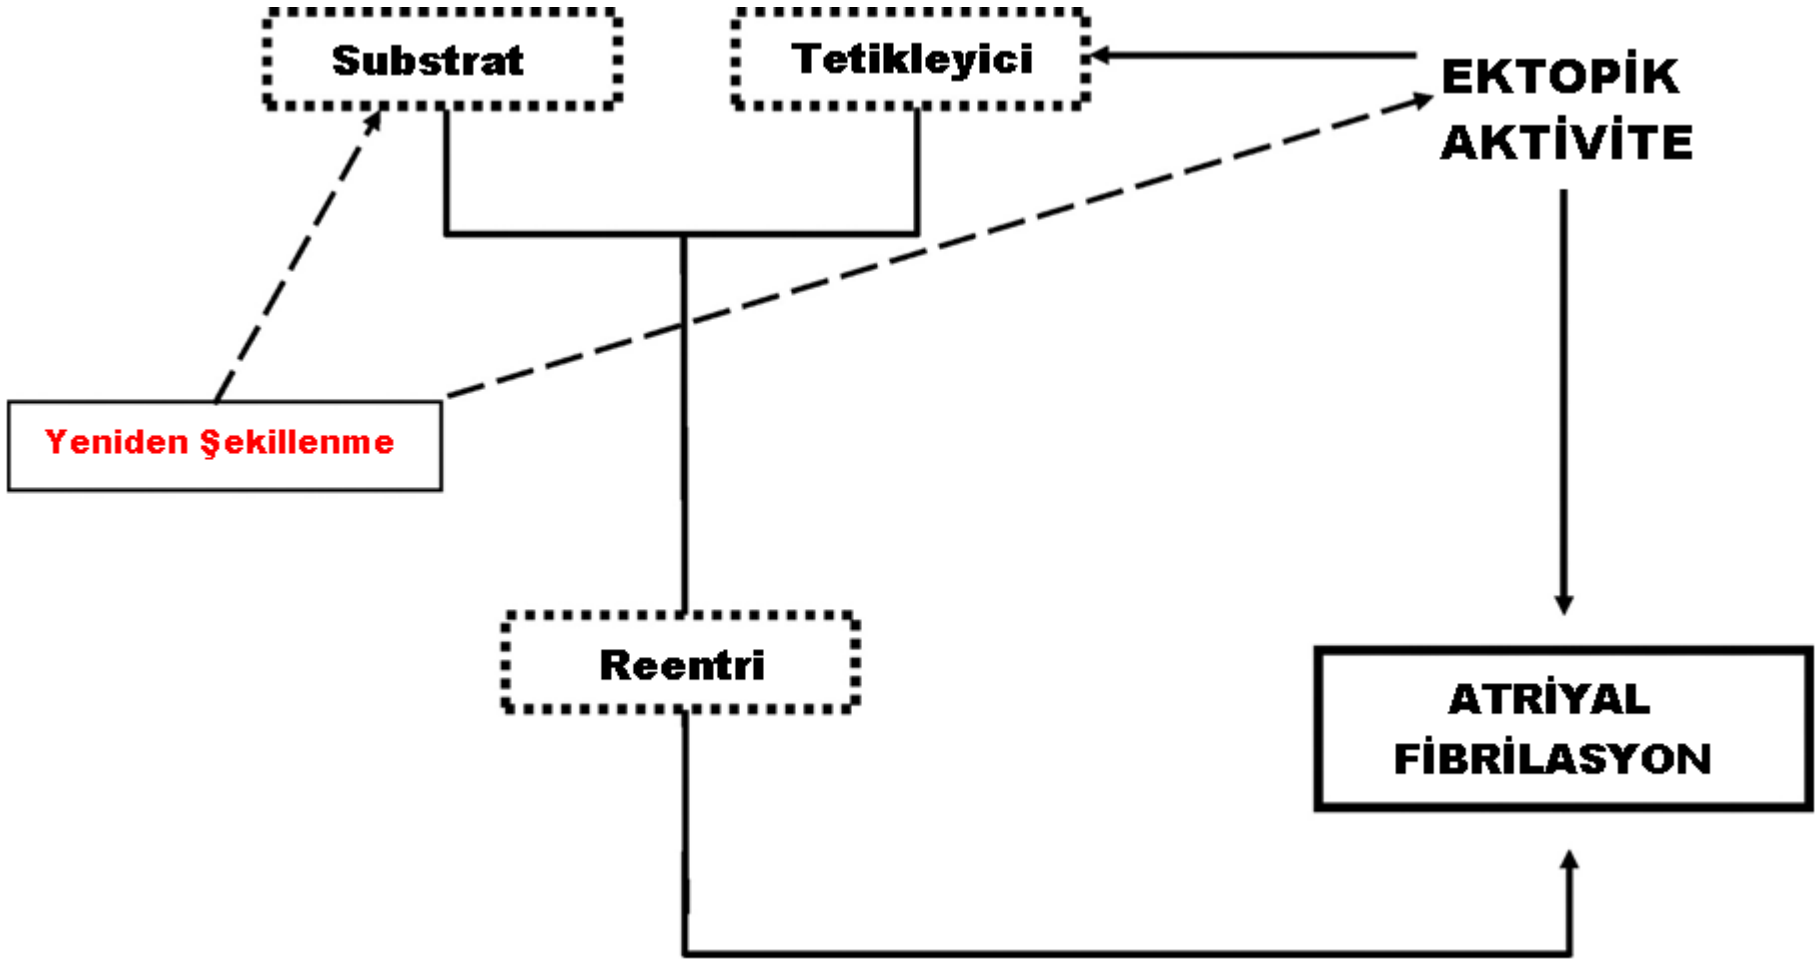 Substrat
Tetikleyici
EKTOPİK
AKTİVİTE
Yeniden Şekillenme
Reentri
ATRİYAL
FİBRİLASYON